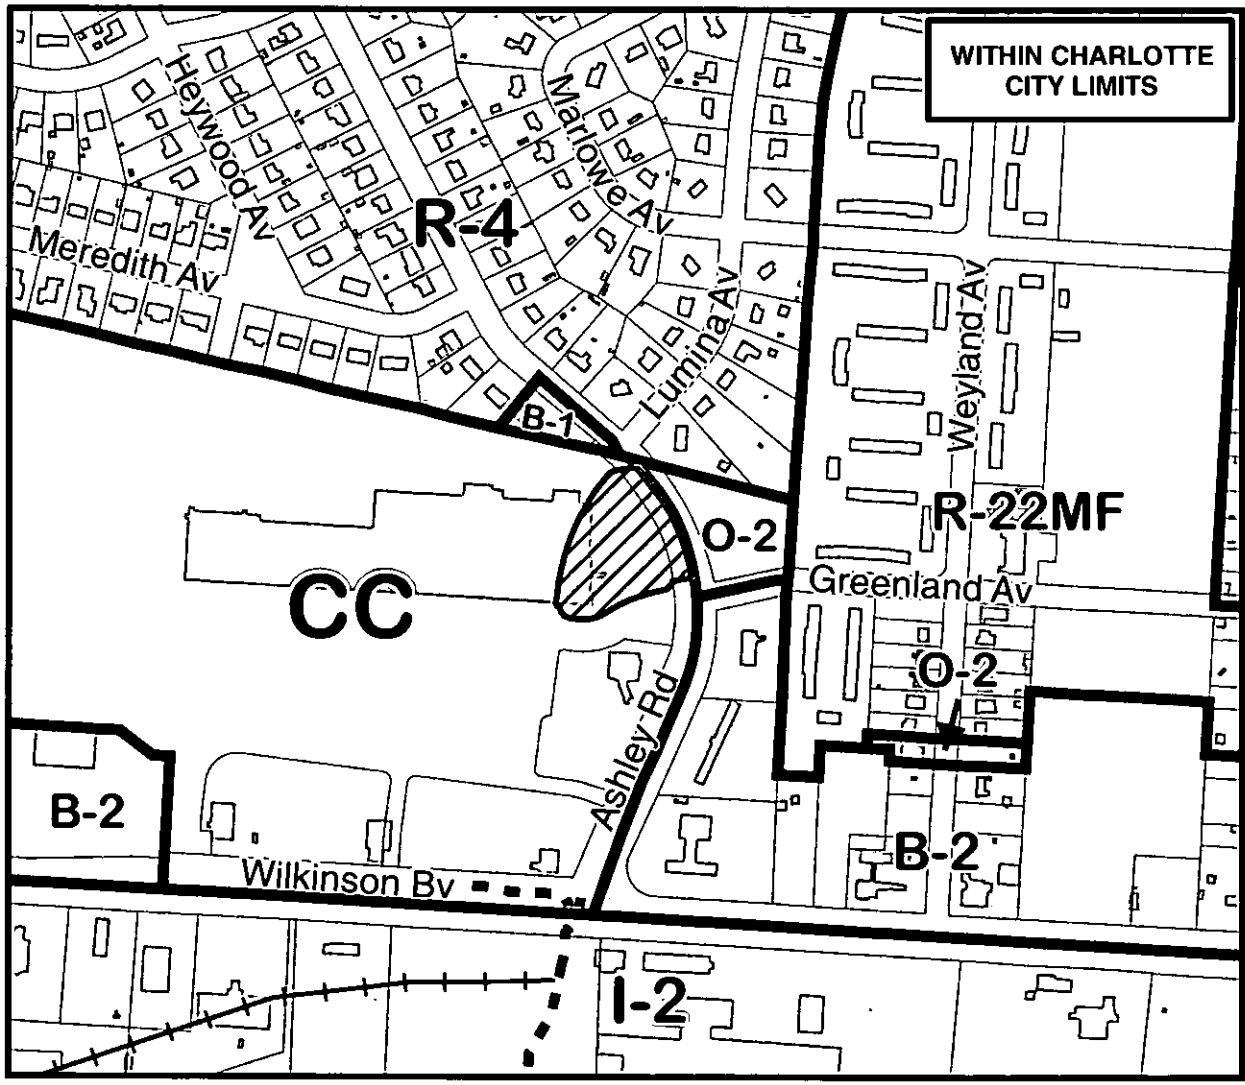 WITHIN CHARLOTTE
CITY LIMITS
Heywood Av
Marlowe Av
R-4
Meredith Av
Lumina Av
Weyland Av
B-1
R-22MF
O-2
CC
Greenland Av
O-2
Ashley Rd
B-2
B-2
Wilkinson Bv
I-2